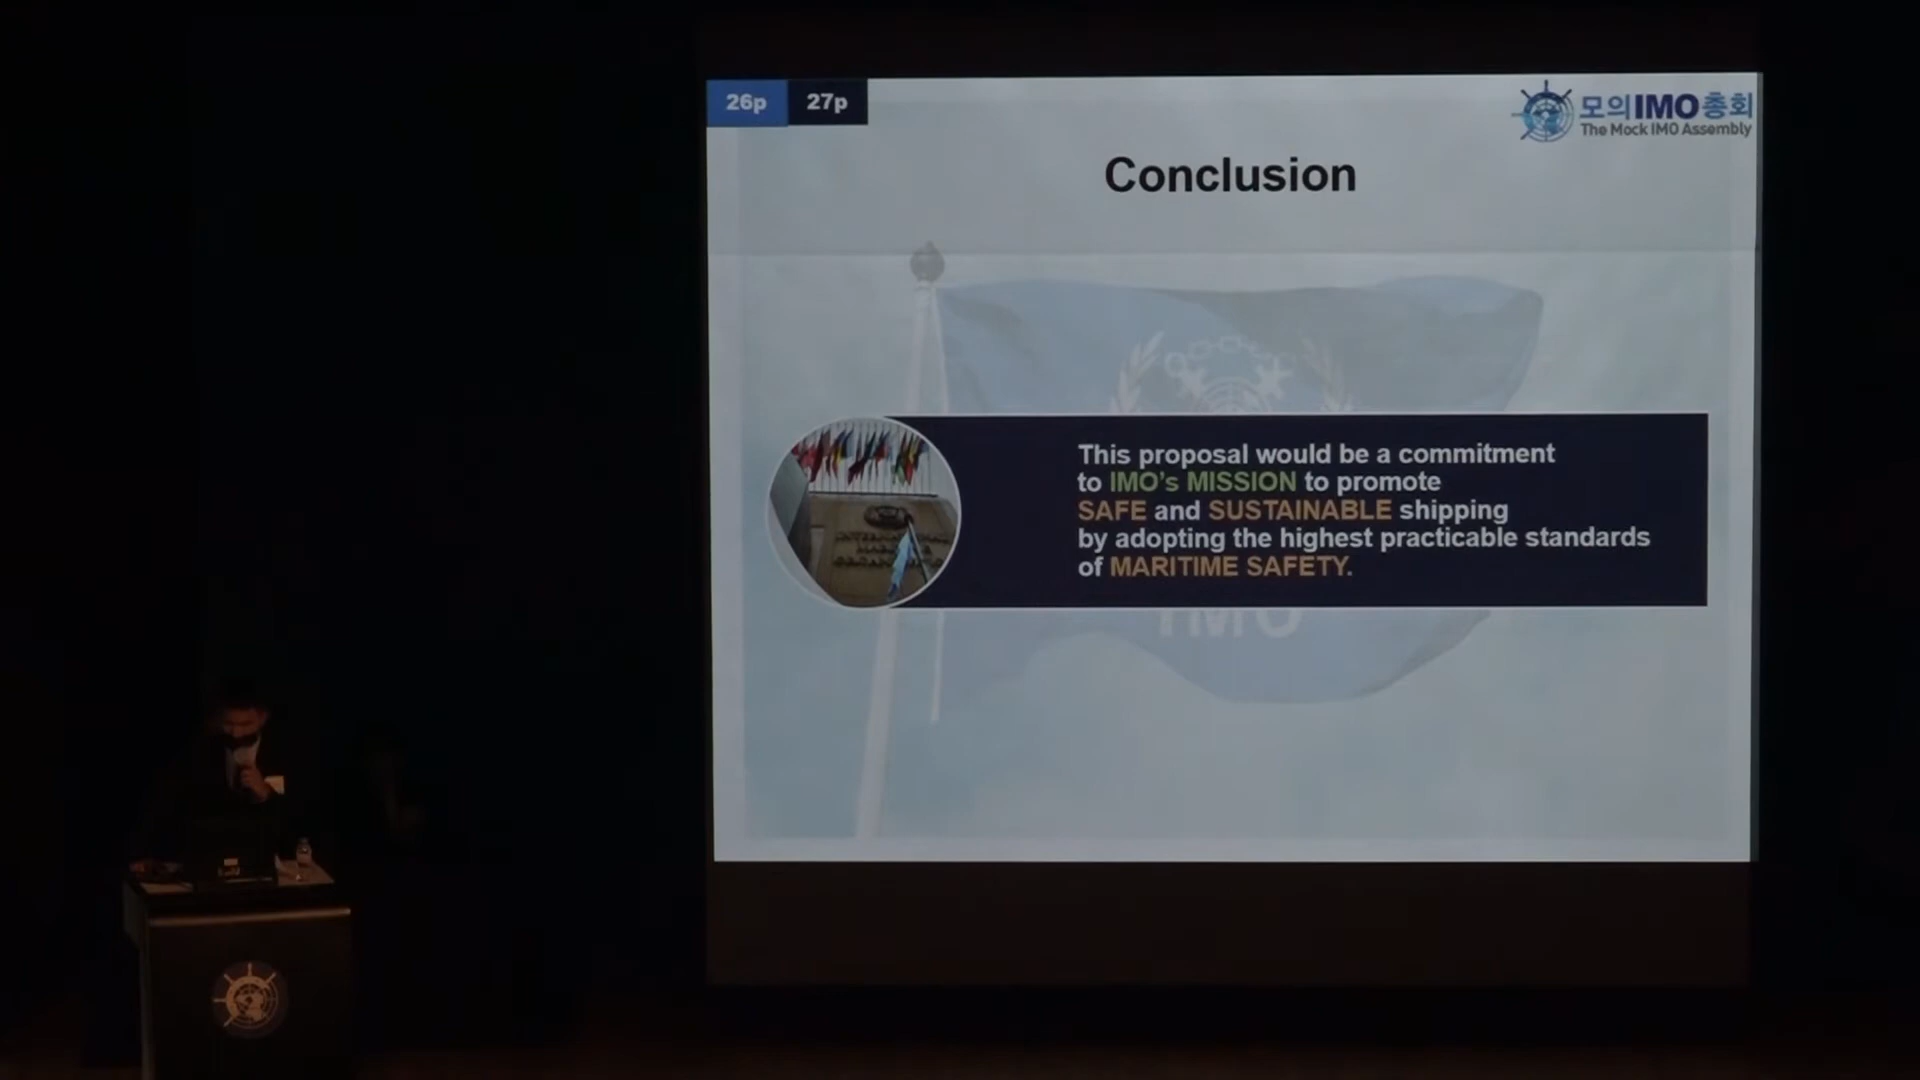 26p 27p
모의IMO총회
The Mock IMO Assembly
Conclusion
This proposal would be a commitment
to IMO's MISSION to promote
SAFE and SUSTAINABLE shipping
by adopting the highest practicable standards
of MARITIME SAFETY.
IMO